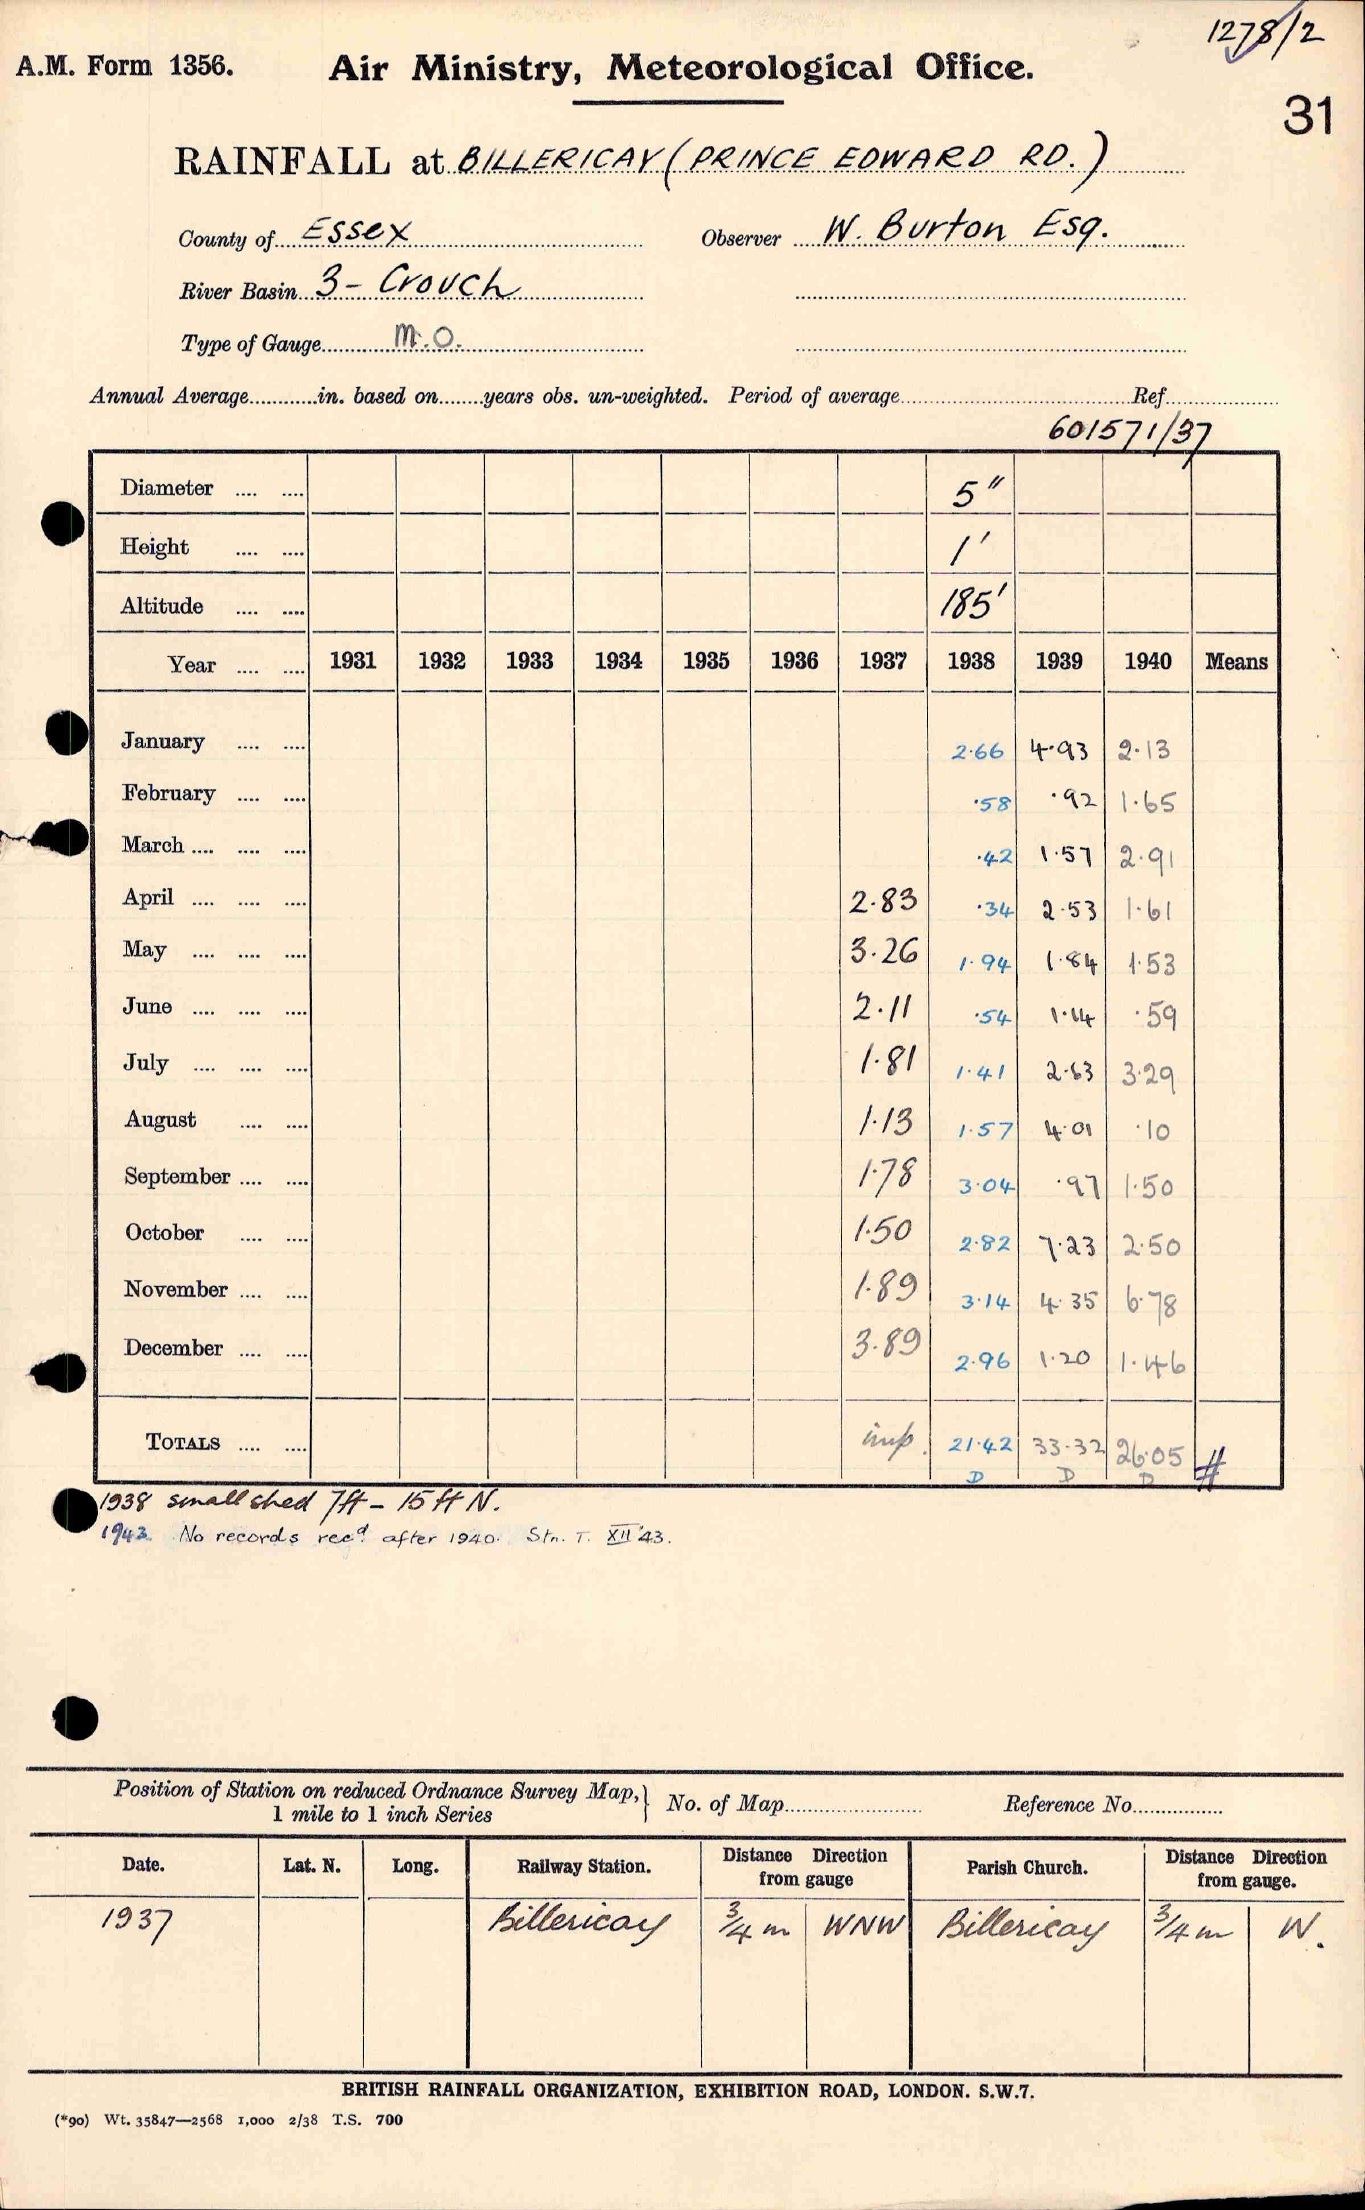 1278/2
A.M. Form 1356. Air Ministry, Meteorological Office.
31
RAINFALL at BILLERICAY (PRINCE EDWARD RD.)
County of Essex Observer W. Burton Esq.
River Basin 3 - Crouch
Type of Gauge M.O.
Annual Average............in. based on.......years obs. un-weighted. Period of average.............Ref.............
601571/37
Diameter .... .... 5"
Height .... .... 1'
Altitude .... .... 185'
Year .... .... 1931 1932 1933 1934 1935 1936 1937 1938 1939 1940 Means
January .... .... 2.66 4.93 2.13
February .... .... .58 .92 1.65
March .... .... .... .42 1.57 2.91
April .... .... .... 2.83 .34 2.53 1.61
May .... .... .... 3.26 1.94 1.84 1.53
June .... .... .... 2.11 .54 1.14 .59
July .... .... .... 1.81 1.41 2.63 3.29
August .... .... 1.13 1.57 4.01 .10
September .... .... 1.78 3.04 .97 1.50
October .... .... 1.50 2.82 7.23 2.50
November .... .... 1.89 3.14 4.35 6.78
December .... .... 3.89 2.96 1.20 1.46
TOTALS .... .... imp. 21.42 33.32 26.05 #
D D D
1938 small shed 7ft - 15 ft N.
1943 No records recd after 1940. Stn. T. XII '43.
Position of Station on reduced Ordnance Survey Map, } No. of Map........................ Reference No................
1 mile to 1 inch Series
Date. Lat. N. Long. Railway Station. Distance Direction from gauge Parish Church. Distance Direction from gauge.
1937 Billericay 3/4 m WNW Billericay 3/4 m W.
BRITISH RAINFALL ORGANIZATION, EXHIBITION ROAD, LONDON. S.W.7.
(*90) Wt. 35847—2568 1,000 2/38 T.S. 700